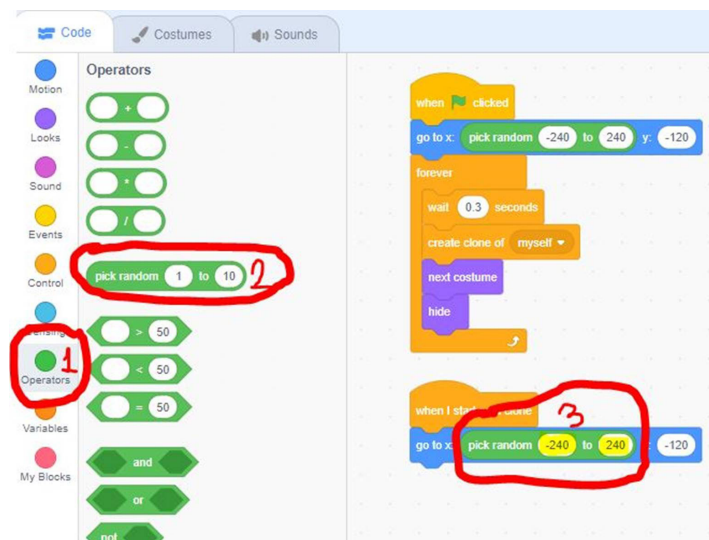 Code
Costumes
Sounds
Motion
Looks
Sound
Events
Control
Operators
Variables
My Blocks
Operators
+
-
*
/
pick random 1 to 10
2
> 50
< 50
= 50
and
or
not
1
when clicked
go to x: pick random -240 to 240 y: -120
forever
wait 0.3 seconds
create clone of myself
next costume
hide
when I start clone
3
go to x pick random -240 to 240 -120